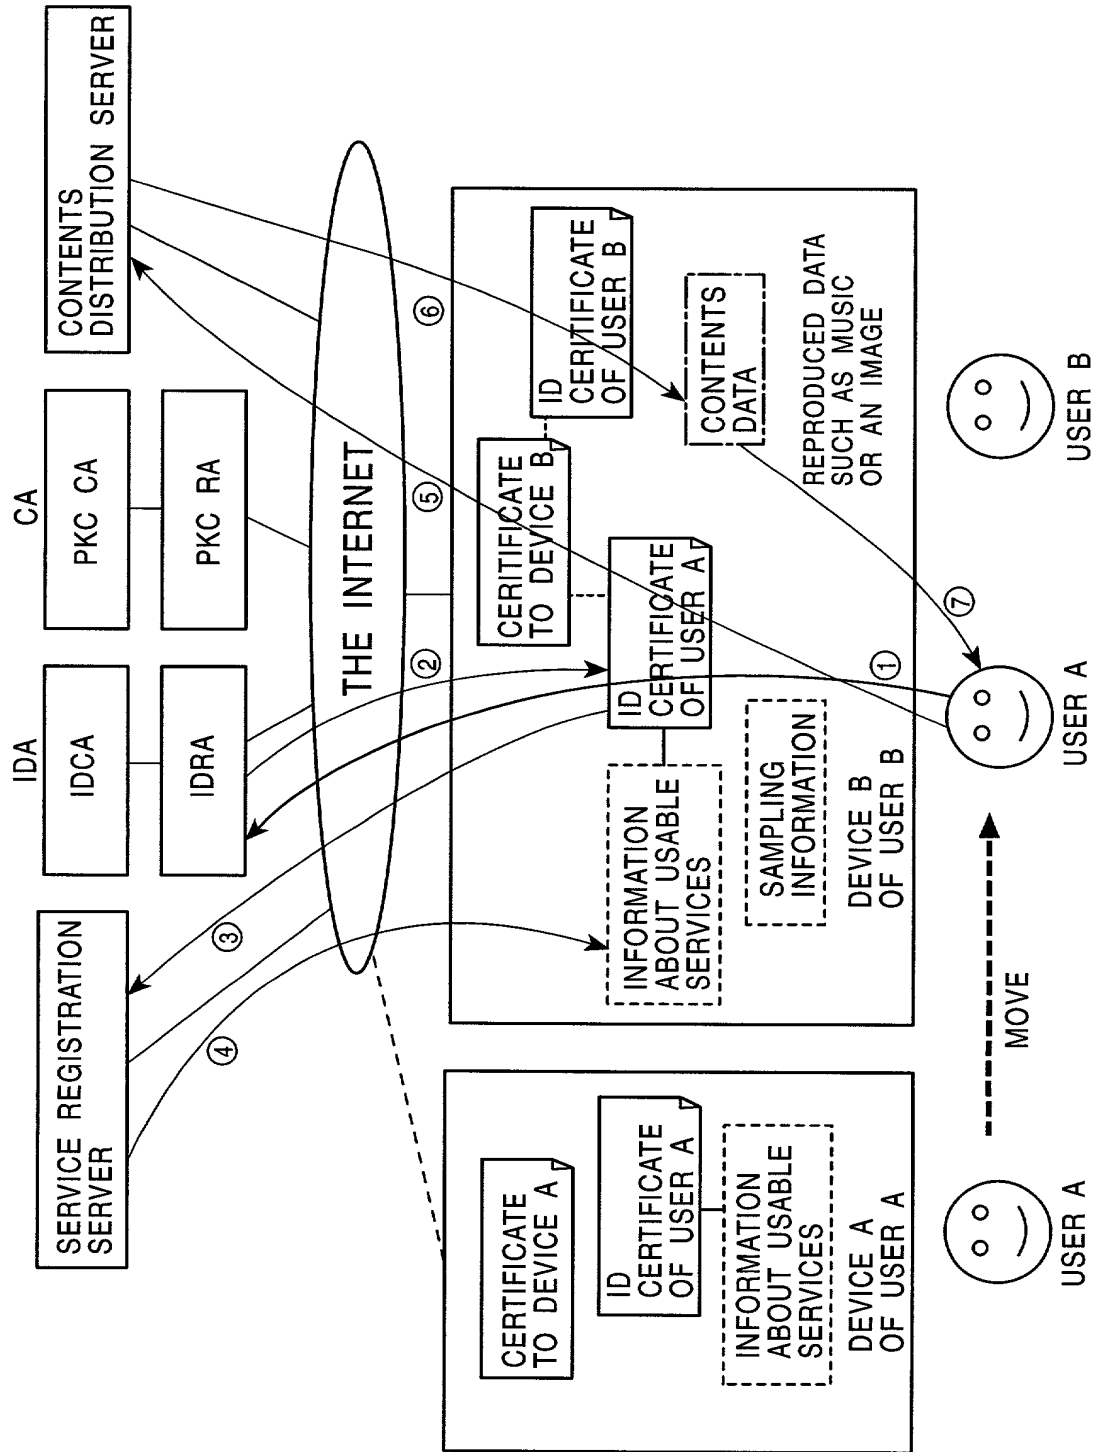 SERVICE REGISTRATION
SERVER
IDA
IDCA
IDRA
CA
PKC CA
PKC RA
CONTENTS
DISTRIBUTION SERVER
THE INTERNET
③
④
②
⑤
⑥
CERTIFICATE
TO DEVICE A
ID
CERTIFICATE
OF USER A
INFORMATION
ABOUT USABLE
SERVICES
DEVICE A
OF USER A
CERITIFICATE
TO DEVICE B
ID
CERTIFICATE
OF USER B
ID
CERTIFICATE
OF USER A
INFORMATION
ABOUT USABLE
SERVICES
SAMPLING
INFORMATION
CONTENTS
DATA
REPRODUCED DATA
SUCH AS MUSIC
OR AN IMAGE
DEVICE B
OF USER B
①
⑦
USER A
MOVE
USER A
USER B